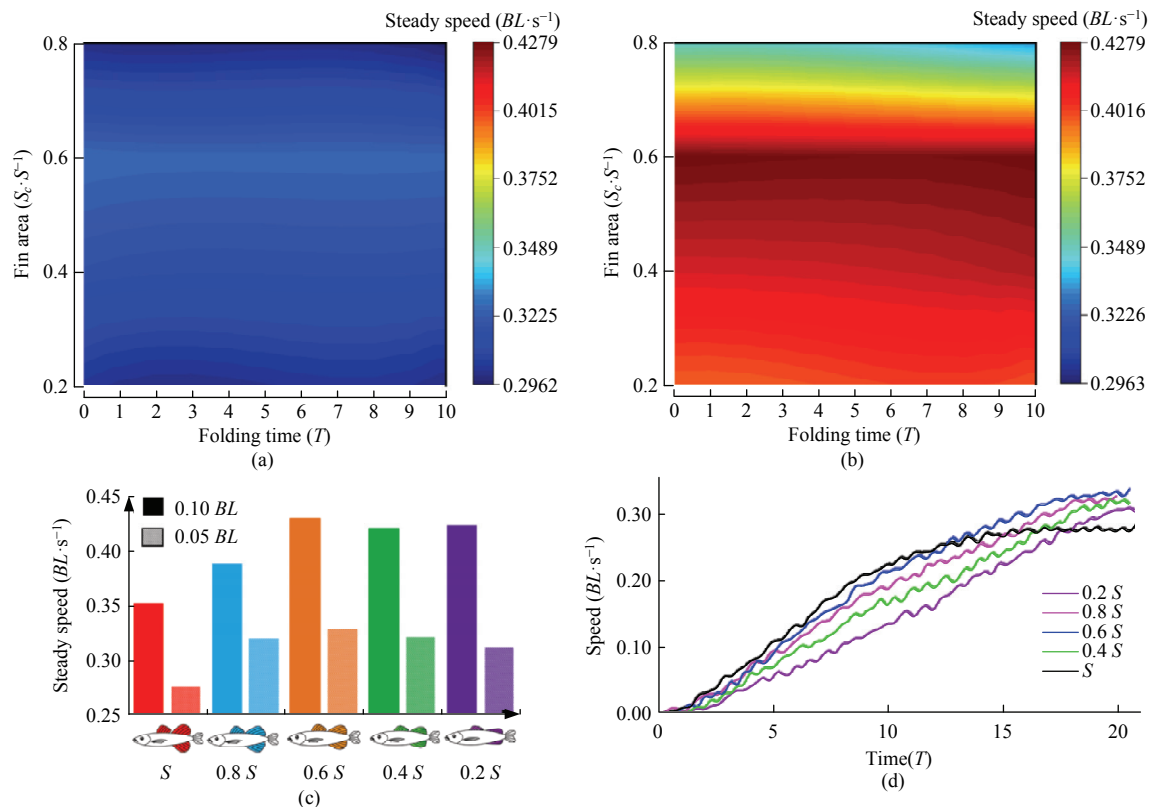 Steady speed (BL·s⁻¹)
0.8
0.6
0.4
0.2
Fin area (Sc·S⁻¹)
0 1 2 3 4 5 6 7 8 9 10
Folding time (T)
(a)
0.4279
0.4015
0.3752
0.3489
0.3225
0.2962
Steady speed (BL·s⁻¹)
0.8
0.6
0.4
0.2
Fin area (Sc·S⁻¹)
0 1 2 3 4 5 6 7 8 9 10
Folding time (T)
(b)
0.4279
0.4016
0.3752
0.3489
0.3226
0.2963
Steady speed (BL·s⁻¹)
0.45
0.40
0.35
0.30
0.25
0.10 BL
0.05 BL
S 0.8 S 0.6 S 0.4 S 0.2 S
(c)
Speed (BL·s⁻¹)
0.30
0.20
0.10
0.00
0.2 S
0.8 S
0.6 S
0.4 S
S
0 5 10 15 20
Time(T)
(d)